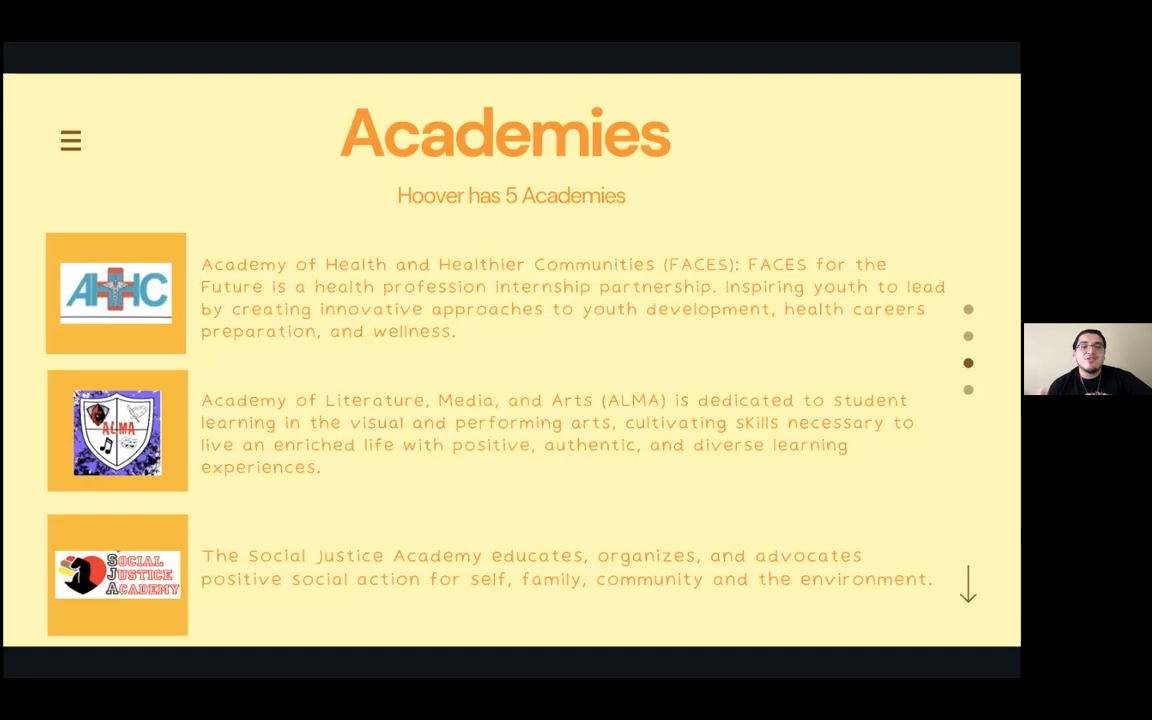 Academies
Hoover has 5 Academies
AHHC
Academy of Health and Healthier Communities (FACES): FACES for the
Future is a health profession internship partnership. Inspiring youth to lead
by creating innovative approaches to youth development, health careers
preparation, and wellness.
ALMA
Academy of Literature, Media, and Arts (ALMA) is dedicated to student
learning in the visual and performing arts, cultivating skills necessary to
live an enriched life with positive, authentic, and diverse learning
experiences.
SOCIAL
JUSTICE
ACADEMY
The Social Justice Academy educates, organizes, and advocates
positive social action for self, family, community and the environment.